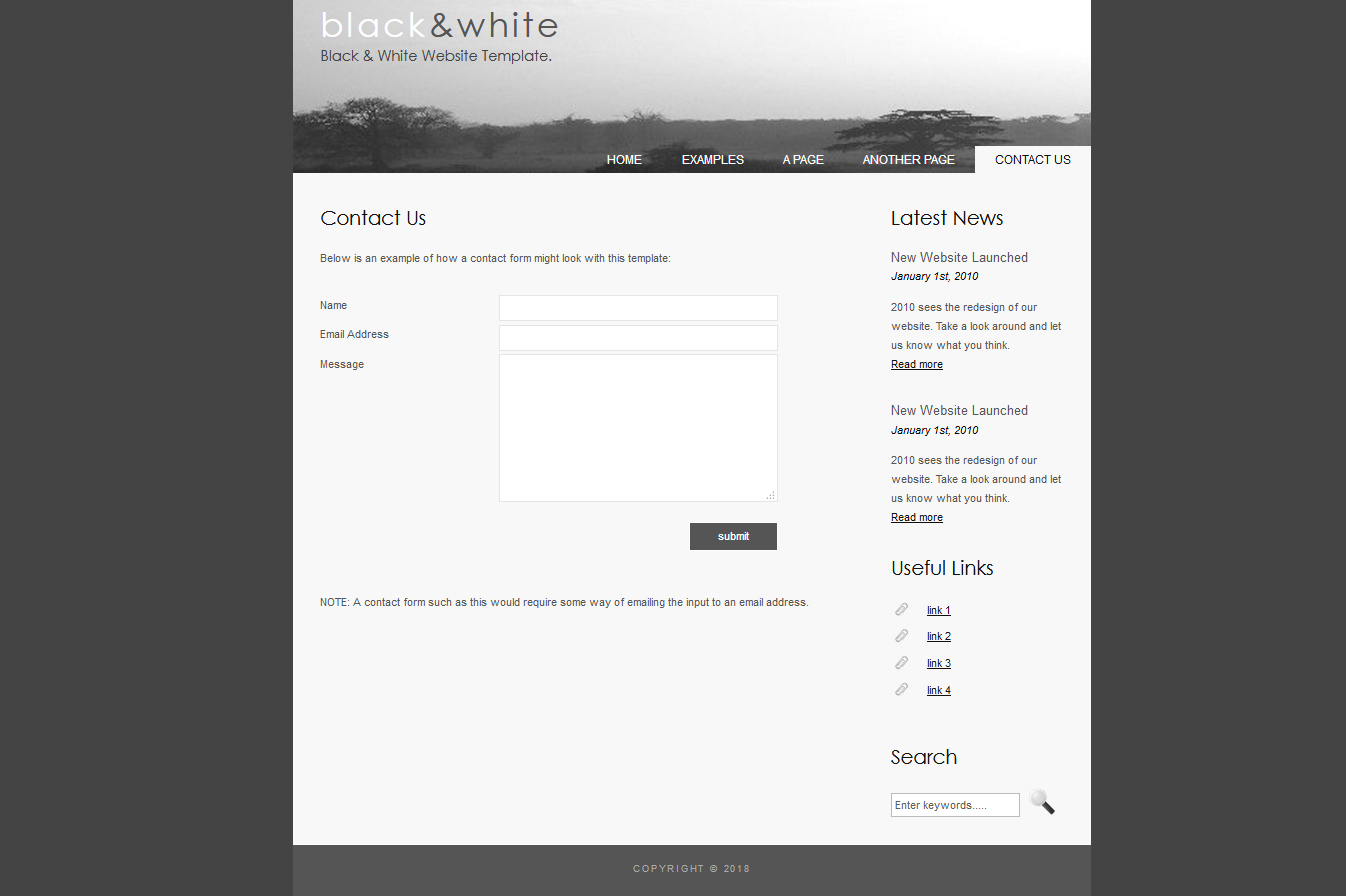 black&white
Black & White Website Template.
HOME EXAMPLES A PAGE ANOTHER PAGE CONTACT US
Contact Us
Below is an example of how a contact form might look with this template:
Name
Email Address
Message
submit
NOTE: A contact form such as this would require some way of emailing the input to an email address.
Latest News
New Website Launched
January 1st, 2010
2010 sees the redesign of our
website. Take a look around and let
us know what you think.
Read more
New Website Launched
January 1st, 2010
2010 sees the redesign of our
website. Take a look around and let
us know what you think.
Read more
Useful Links
link 1
link 2
link 3
link 4
Search
Enter keywords.....
COPYRIGHT © 2018